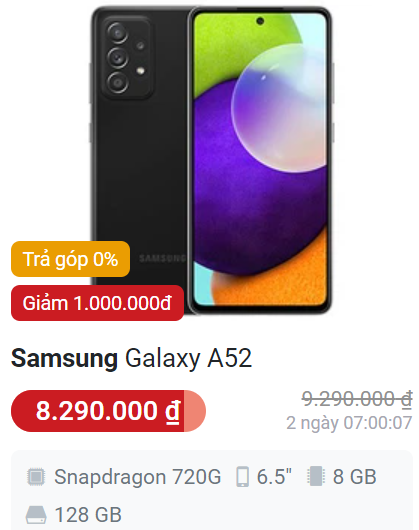 SAMSUNG
Trả góp 0%
Giảm 1.000.000đ
Samsung Galaxy A52
8.290.000 ₫
9.290.000 ₫
2 ngày 07:00:07
Snapdragon 720G 6.5" 8 GB
128 GB